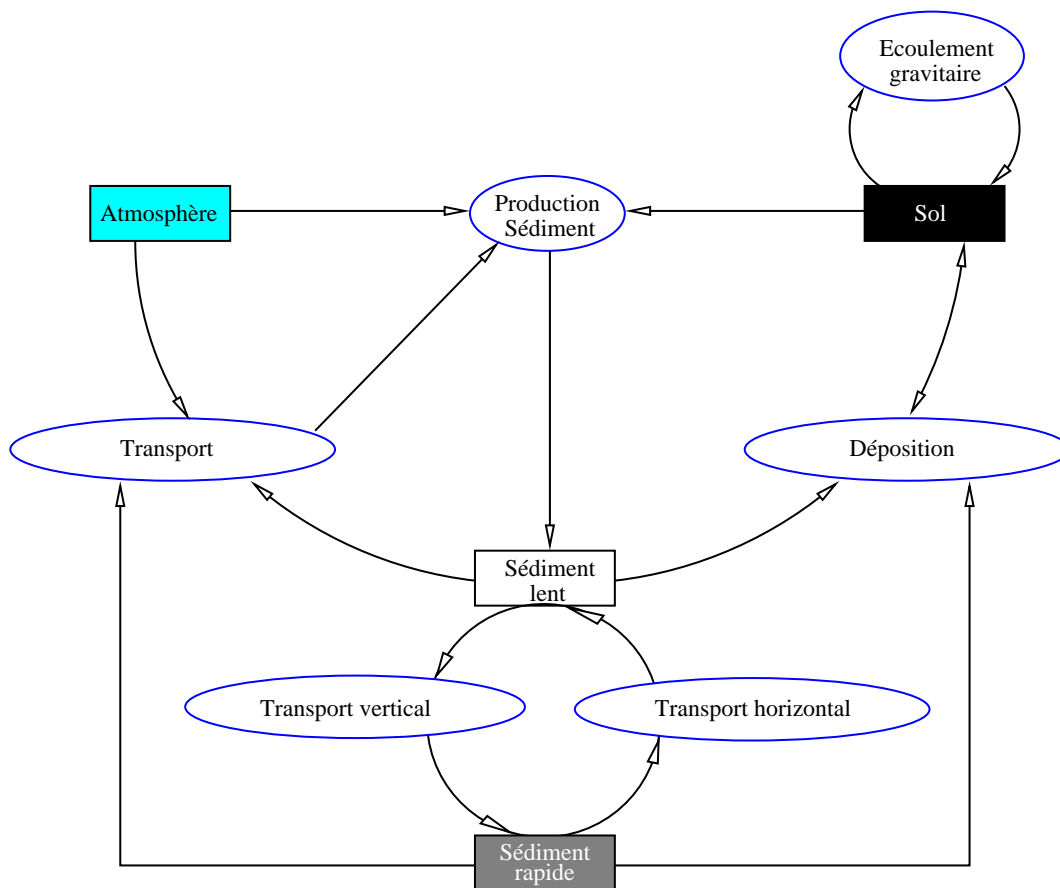 Ecoulement
gravitaire
Atmosphère
Production
Sédiment
Sol
Transport
Déposition
Sédiment
lent
Transport vertical
Transport horizontal
Sédiment
rapide